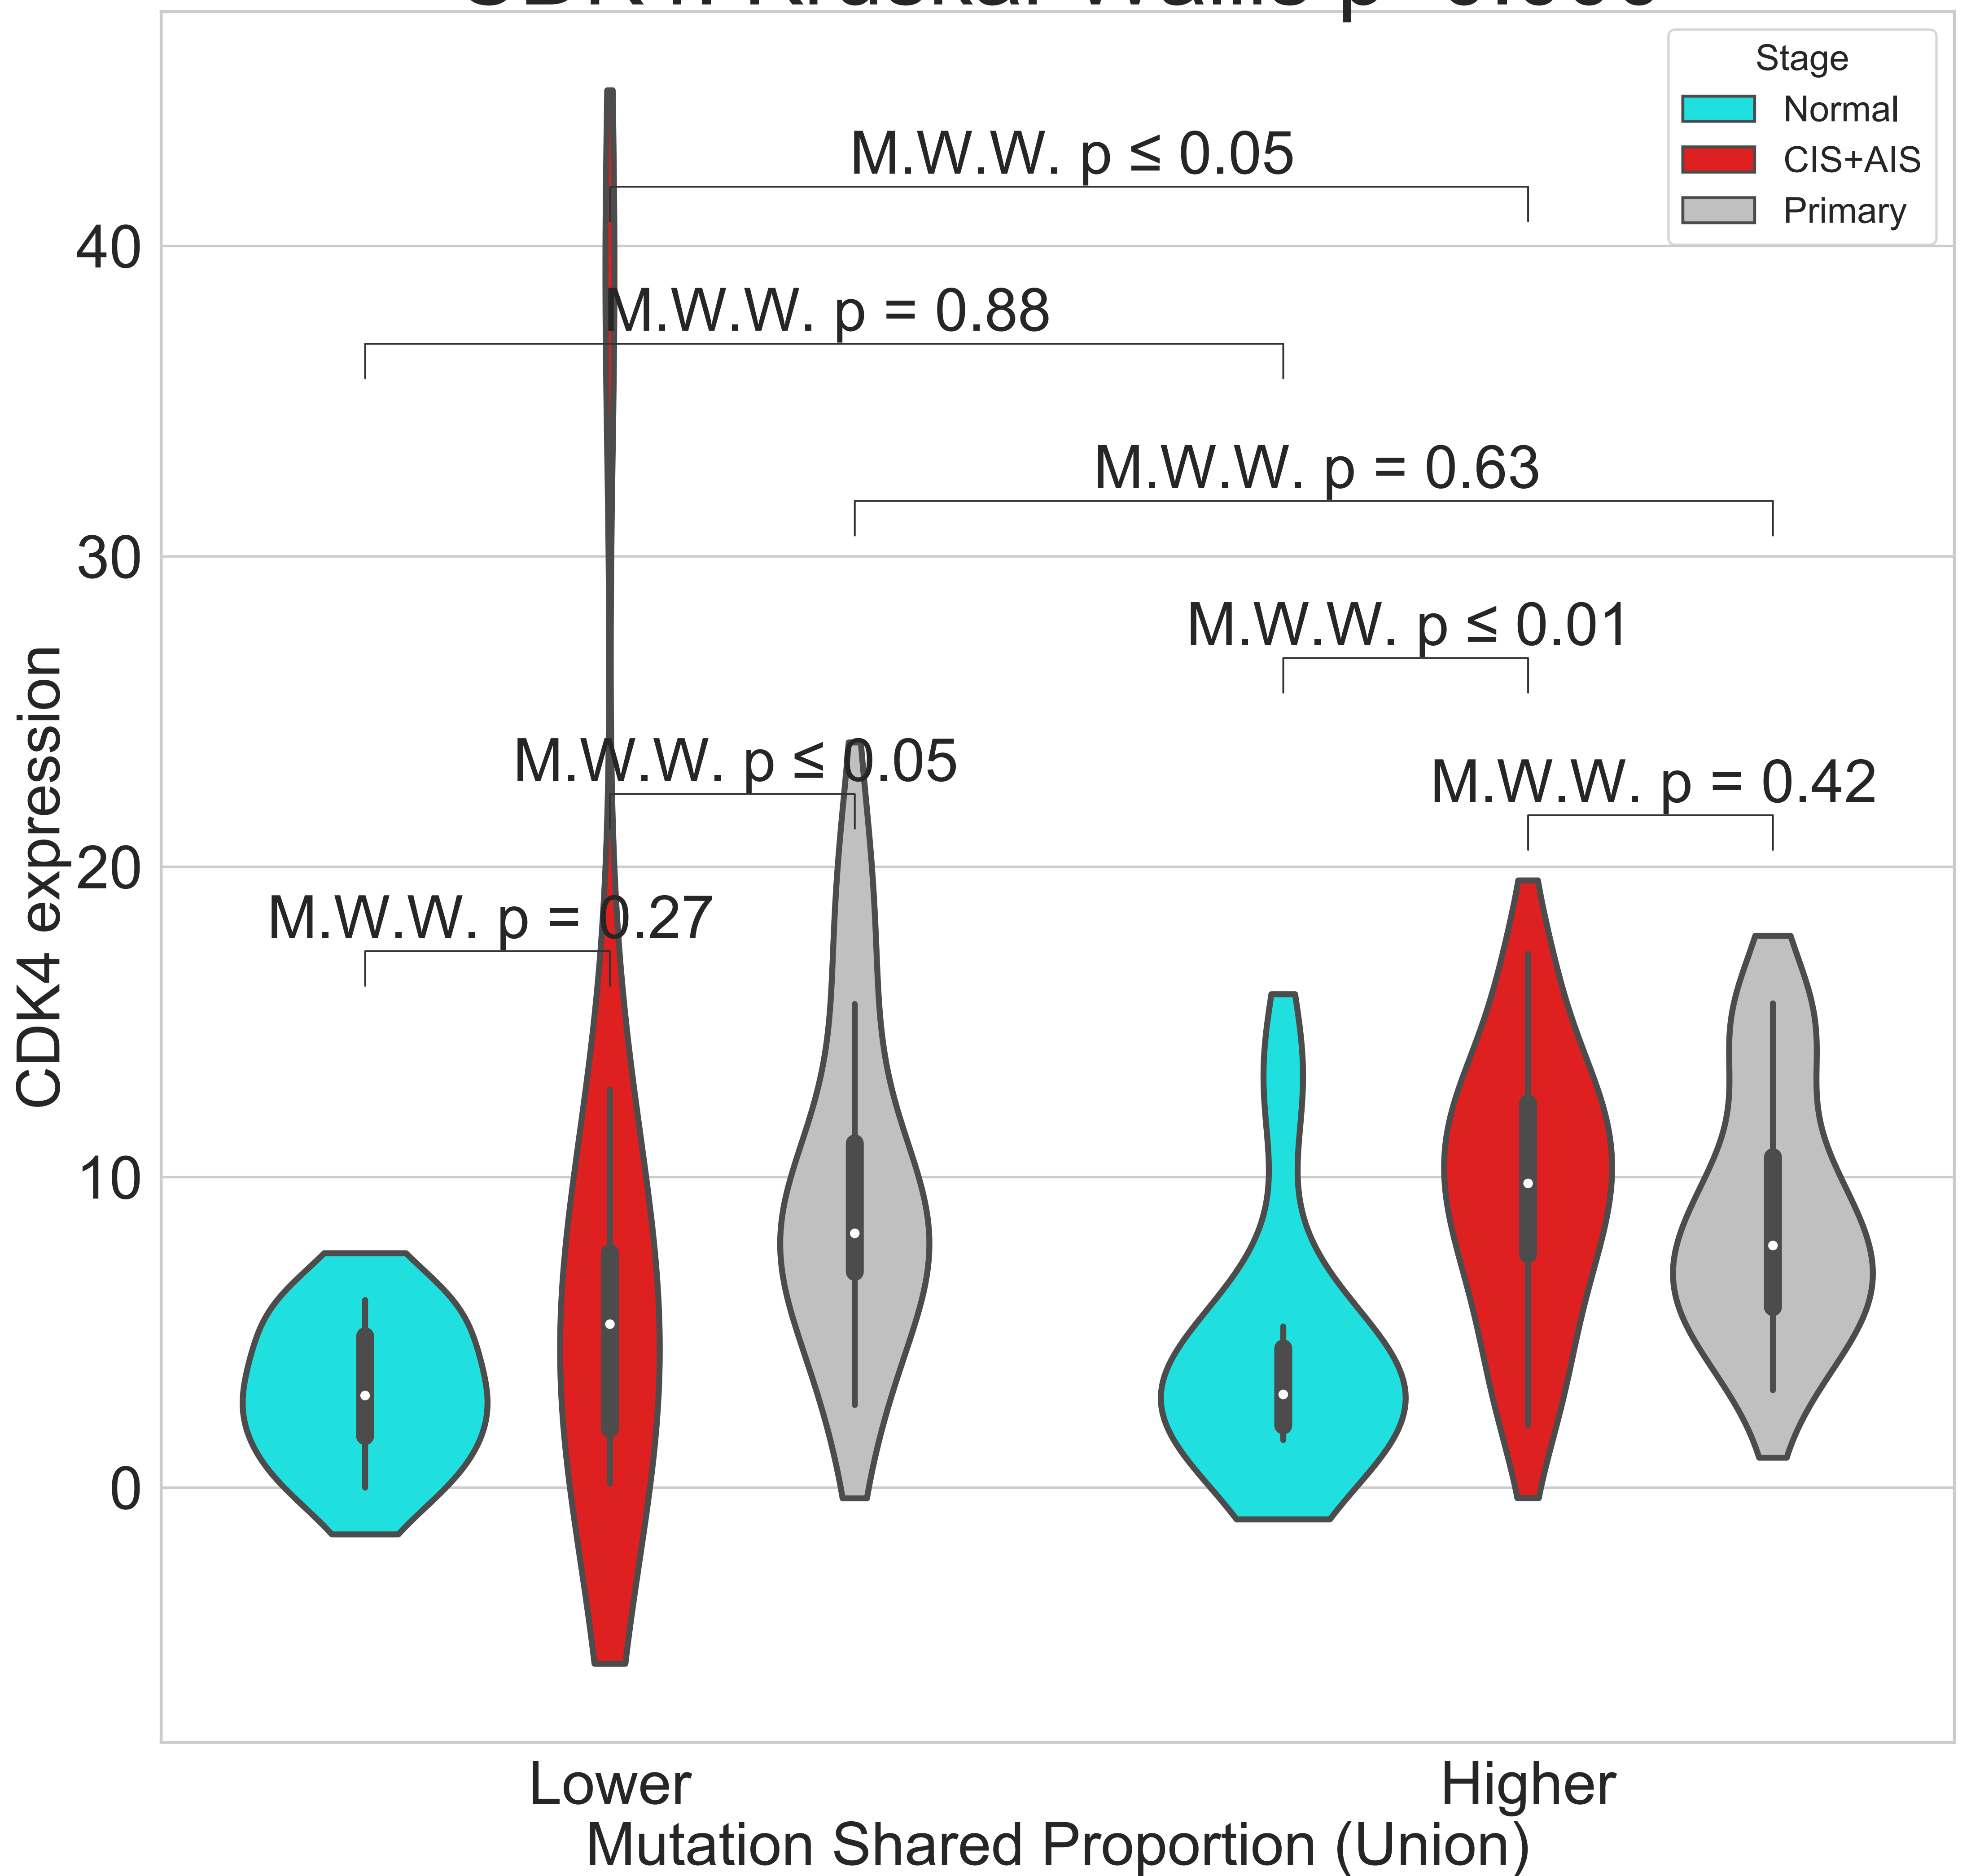 Stage
Normal
CIS+AIS
Primary
M.W.W. p ≤ 0.05
40
M.W.W. p = 0.88
M.W.W. p = 0.63
30
M.W.W. p ≤ 0.01
M.W.W. p ≤ 0.05
M.W.W. p = 0.42
20
M.W.W. p = 0.27
10
0
CDK4 expression
Lower
Higher
Mutation Shared Proportion (Union)